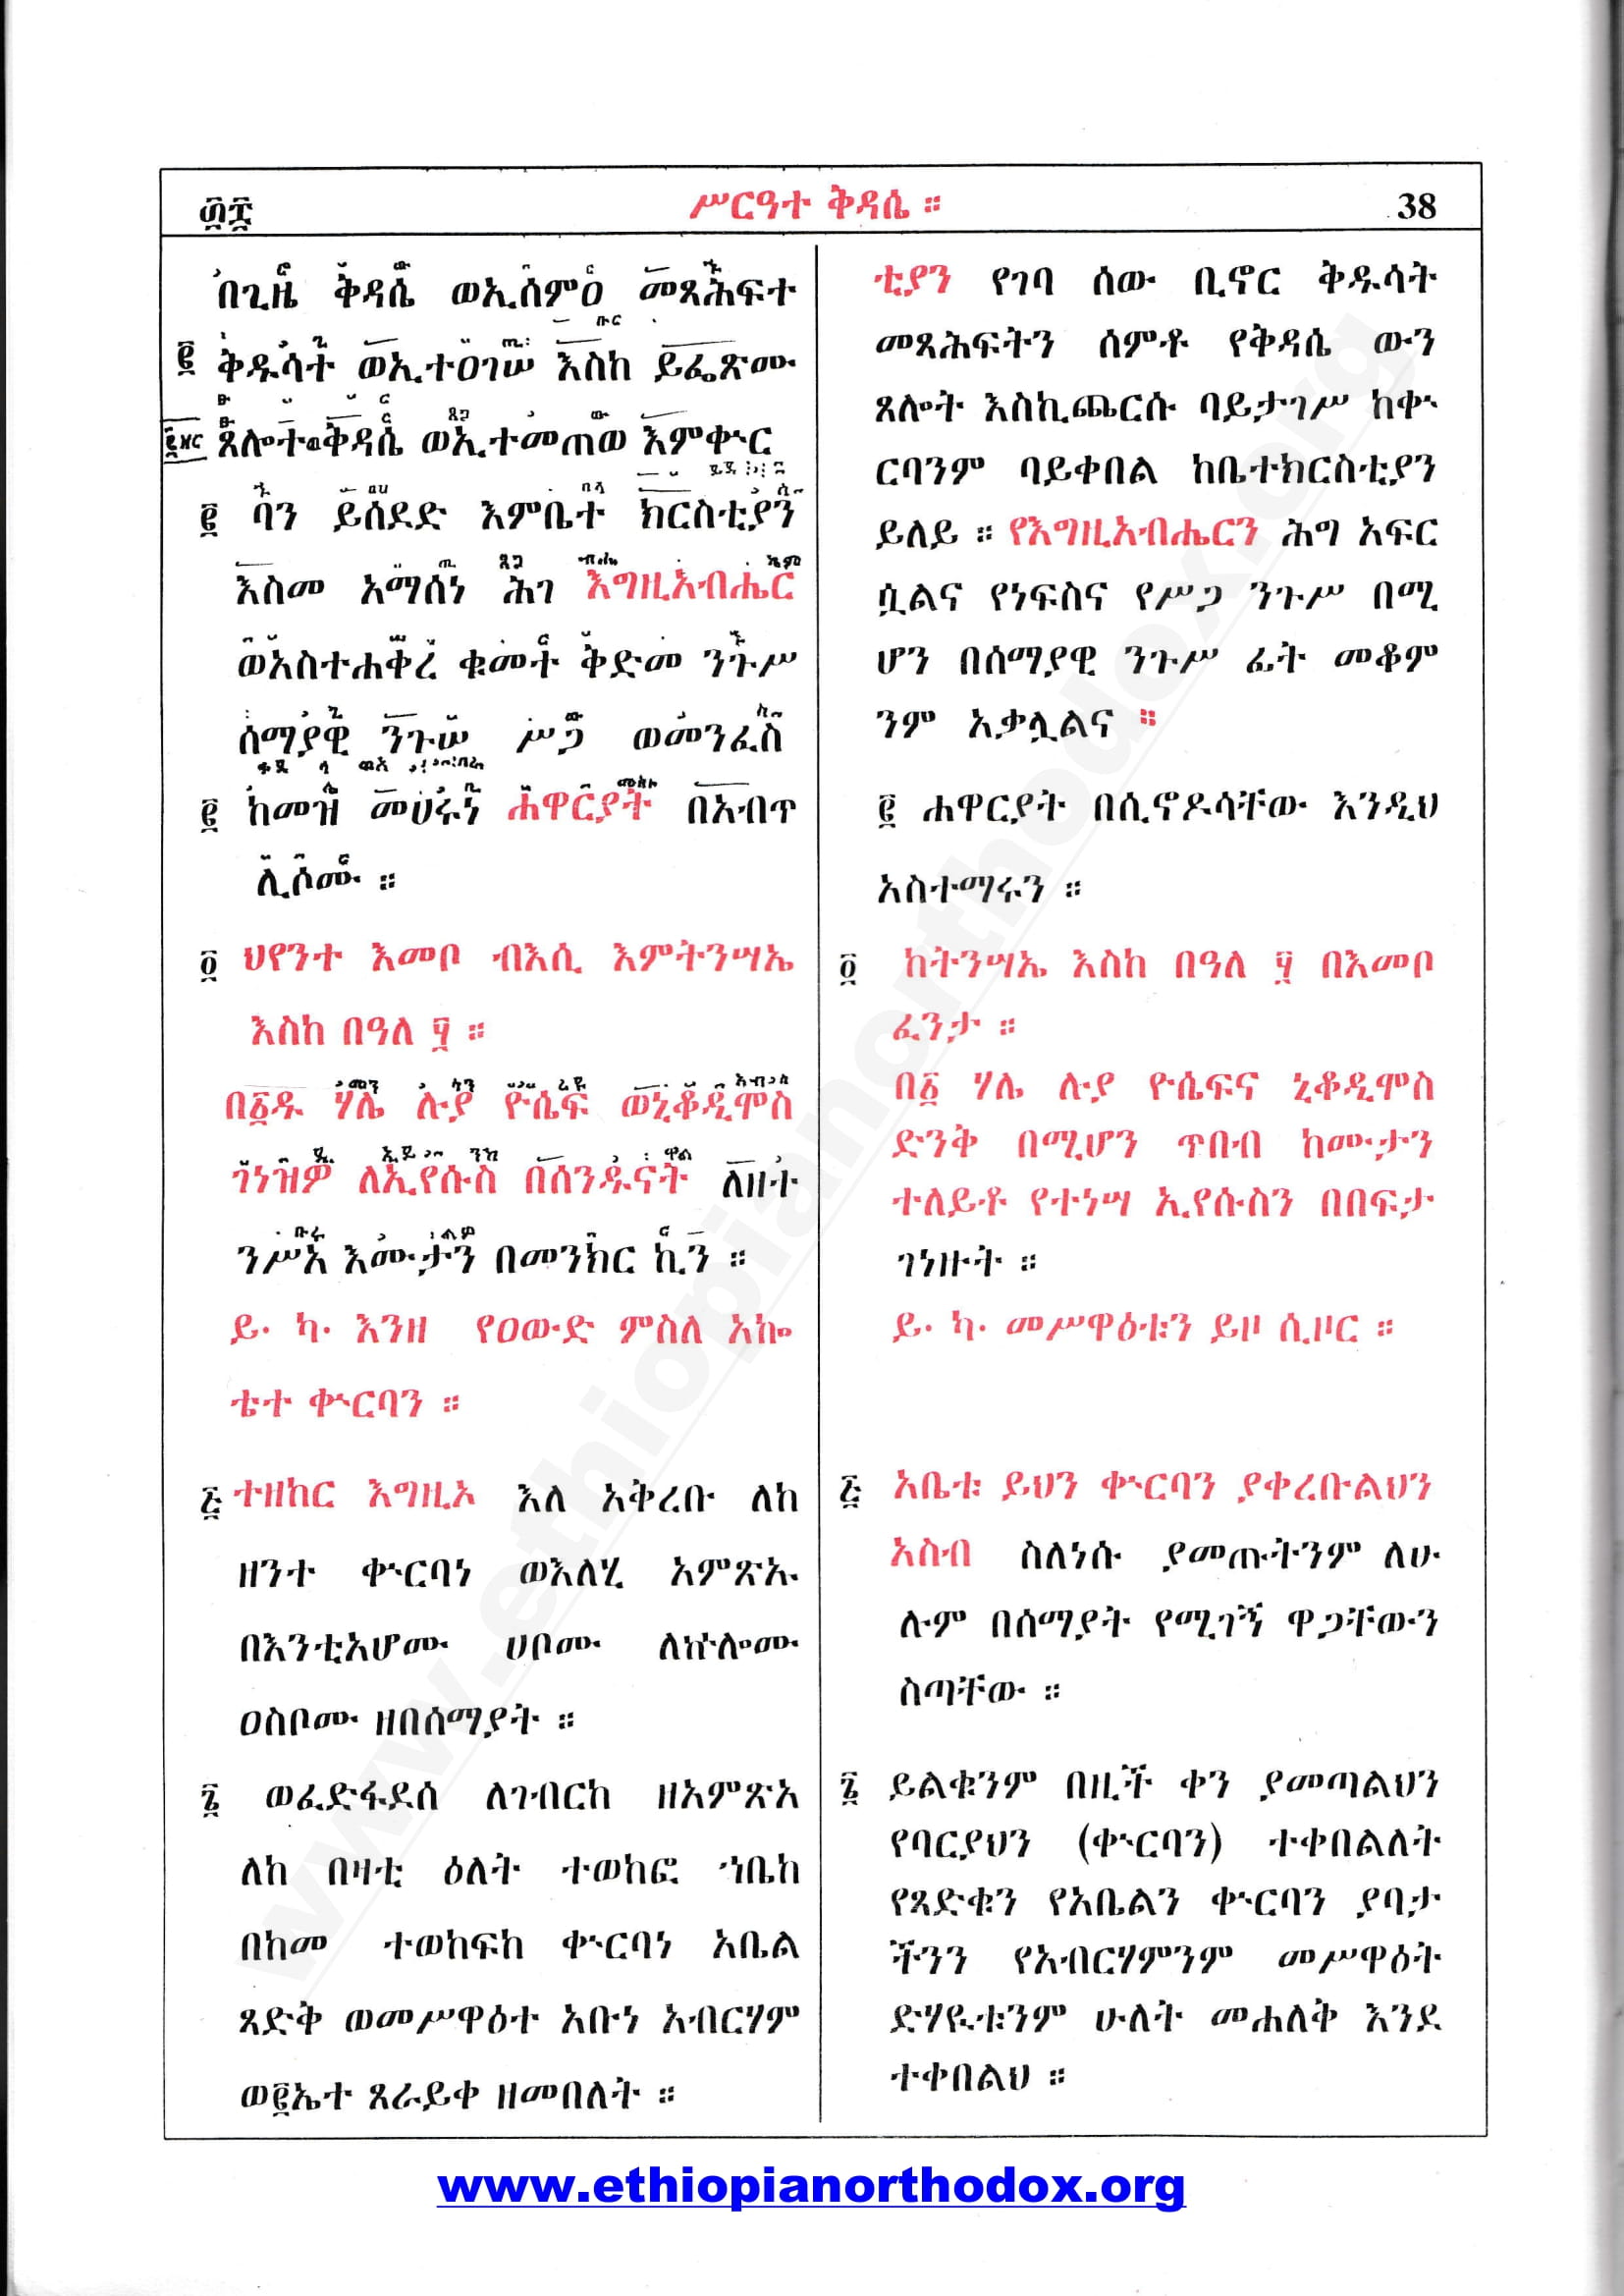 ፴፰ ሥርዓተ ቅዳሴ ። 38
በጊዜ ቅዳሴ ወኢሰምዐ መጻሕፍተ
፪ ቅዱሳት ወኢተዐገሠ እስከ ይፌጽሙ
ጸሎተ ቅዳሴ ወኢተመጠወ እምቍር
፪ ባን ይሰደድ እምቤተ ክርስቲያን
እስመ አማሰነ ሕገ እግዚአብሔር
ወአስተሐቀረ ቁመተ ቅድመ ንጉሥ
ሰማያዊ ንጉሠ ሥጋ ወመንፈስ
፪ ከመዝ መሀሩነ ሐዋርያት በአብጥ
ሊሶሙ ።
፬ ህየንተ እመቦ ብእሲ እምትንሣኤ
እስከ በዓለ ፶ ።
በ፩ዱ ሃሌ ሉያ ዮሴፍ ወኒቆዲሞስ
ገነዝዎ ለኢየሱስ በሰንዱናት ለዘተ
ንሥአ እሙታን በመንክር ኪን ።
ይ· ካ· እንዘ የዐውድ ምስለ አኰ
ቴተ ቍርባን ።
፭ ተዘከር እግዚኦ እለ አቅረቡ ለከ
ዘንተ ቍርባነ ወእለሂ አምጽኡ
በእንቲአሆሙ ሀቦሙ ለኵሎሙ
ዐስቦሙ ዘበሰማያት ።
፮ ወፈድፋደሰ ለገብርከ ዘአምጽአ
ለከ በዛቲ ዕለት ተወከፎ ኀቤከ
በከመ ተወከፍከ ቍርባነ አቤል
ጻድቅ ወመሥዋዕተ አቡነ አብርሃም
ወ፪ኤተ ጸራይቀ ዘመበለት ።
ቲያን የገባ ሰው ቢኖር ቅዱሳት
መጻሕፍትን ሰምቶ የቅዳሴ ውን
ጸሎት እስኪጨርሱ ባይታገሥ ከቍ
ርባንም ባይቀበል ከቤተክርስቲያን
ይለይ ። የእግዚአብሔርን ሕግ አፍር
ሷልና የነፍስና የሥጋ ንጉሥ በሚ
ሆን በሰማያዊ ንጉሥ ፊት መቆም
ንም አቃሏልና ።
፪ ሐዋርያት በሲኖዶሳቸው እንዲህ
አስተማሩን ።
፬ ከትንሣኤ እስከ በዓለ ፶ በእመቦ
ፈንታ ።
በ፩ ሃሌ ሉያ ዮሴፍና ኒቆዲሞስ
ድንቅ በሚሆን ጥበብ ከሙታን
ተለይቶ የተነሣ ኢየሱስን በበፍታ
ገነዙት ።
ይ· ካ· መሥዋዕቱን ይዞ ሲዞር ።
፭ አቤቱ ይህን ቍርባን ያቀረቡልህን
አስብ ስለነሱ ያመጡትንም ለሁ
ሉም በሰማያት የሚገኝ ዋጋቸውን
ስጣቸው ።
፮ ይልቁንም በዚች ቀን ያመጣልህን
የባርያህን (ቍርባን) ተቀበልለት
የጻድቁን የአቤልን ቍርባን ያባታ
ችንን የአብርሃምንም መሥዋዕት
ድሃዪቱንም ሁለት መሐለቅ እንደ
ተቀበልህ ።
www.ethiopianorthodox.org
www.ethiopianorthodox.org